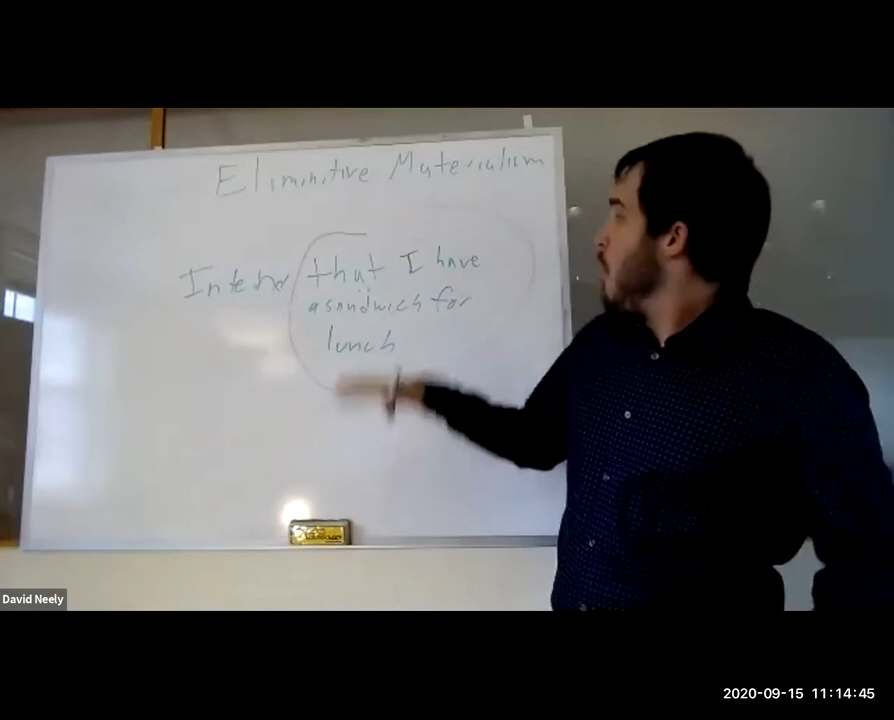 Eliminitive Materialism
Intend that I have
a sandwich for
lunch
David Neely
2020-09-15 11:14:45